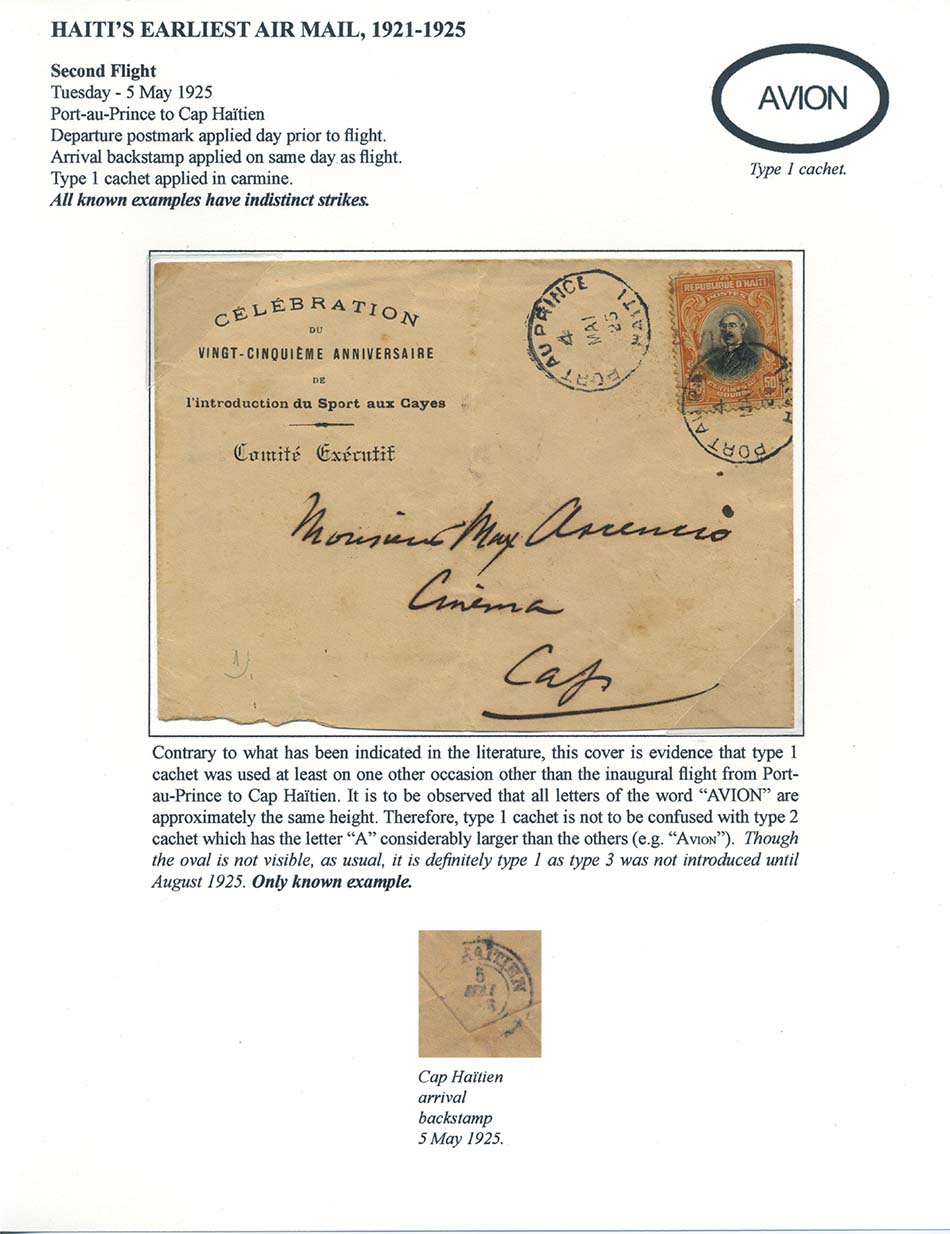 HAITI'S EARLIEST AIR MAIL, 1921-1925
Second Flight
Tuesday - 5 May 1925
Port-au-Prince to Cap Haïtien
Departure postmark applied day prior to flight.
Arrival backstamp applied on same day as flight.
Type 1 cachet applied in carmine.
All known examples have indistinct strikes.
AVION
Type 1 cachet.
CÉLÉBRATION
DU
VINGT-CINQUIÈME ANNIVERSAIRE
DE
l'introduction du Sport aux Cayes
Comité Exécutif
PORT AU PRINCE HAITI
4
MAI
25
REPUBLIQUE D'HAITI
POSTES
50
PORT AU
4
MAI
Monsieur Max Ascencio
Cinéma
Cap
Contrary to what has been indicated in the literature, this cover is evidence that type 1
cachet was used at least on one other occasion other than the inaugural flight from Port-
au-Prince to Cap Haïtien. It is to be observed that all letters of the word “AVION” are
approximately the same height. Therefore, type 1 cachet is not to be confused with type 2
cachet which has the letter “A” considerably larger than the others (e.g. “AVION”). Though
the oval is not visible, as usual, it is definitely type 1 as type 3 was not introduced until
August 1925. Only known example.
HAITIEN
5
MAI
Cap Haïtien
arrival
backstamp
5 May 1925.